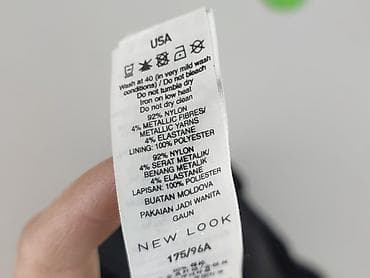 USA
Wash at 40 (in very mild wash
conditions) / Do not bleach
Do not tumble dry
Iron on low heat
Do not dry clean
92% NYLON
4% METALLIC FIBRES/
METALLIC YARNS
4% ELASTANE
LINING: 100% POLYESTER
92% NYLON
4% SERAT METALIK/
BENANG METALIK
4% ELASTANE
LAPISAN: 100% POLYESTER
BUATAN MOLDOVA
PAKAIAN JADI WANITA
GAUN
NEW LOOK
175/96A